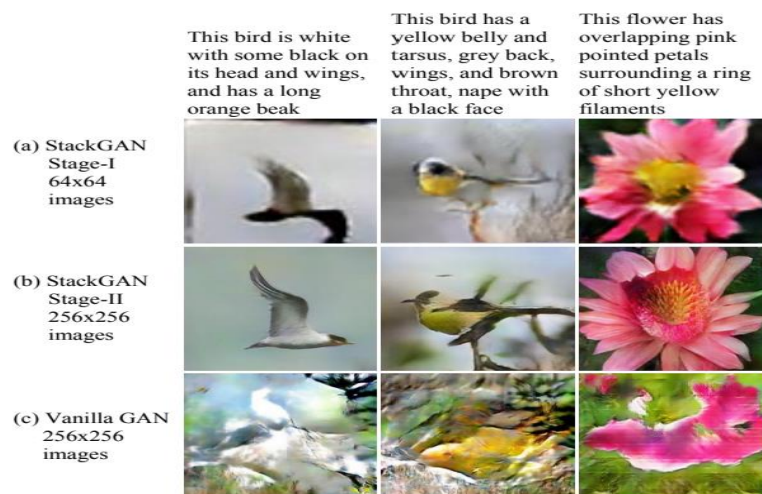 This bird is white
with some black on
its head and wings,
and has a long
orange beak
This bird has a
yellow belly and
tarsus, grey back,
wings, and brown
throat, nape with
a black face
This flower has
overlapping pink
pointed petals
surrounding a ring
of short yellow
filaments
(a) StackGAN
Stage-I
64x64
images
(b) StackGAN
Stage-II
256x256
images
(c) Vanilla GAN
256x256
images